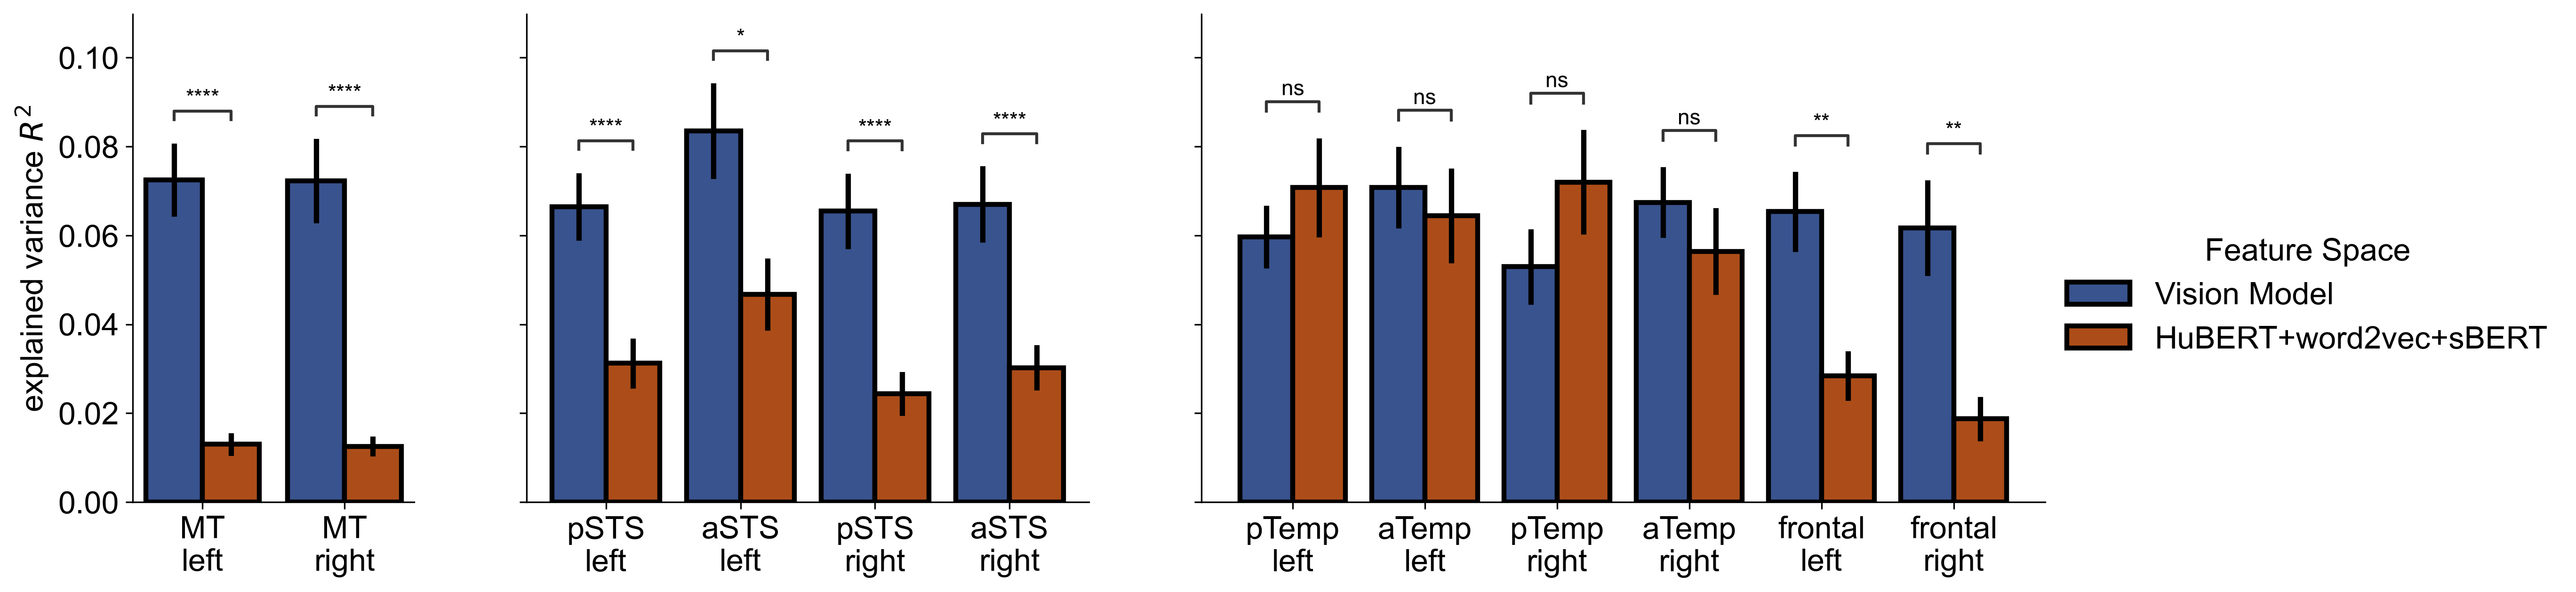 explained variance R²
0.10
0.08
0.06
0.04
0.02
0.00
****
****
MT
left
MT
right
****
*
****
****
pSTS
left
aSTS
left
pSTS
right
aSTS
right
ns
ns
ns
ns
**
**
pTemp
left
aTemp
left
pTemp
right
aTemp
right
frontal
left
frontal
right
Feature Space
Vision Model
HuBERT+word2vec+sBERT